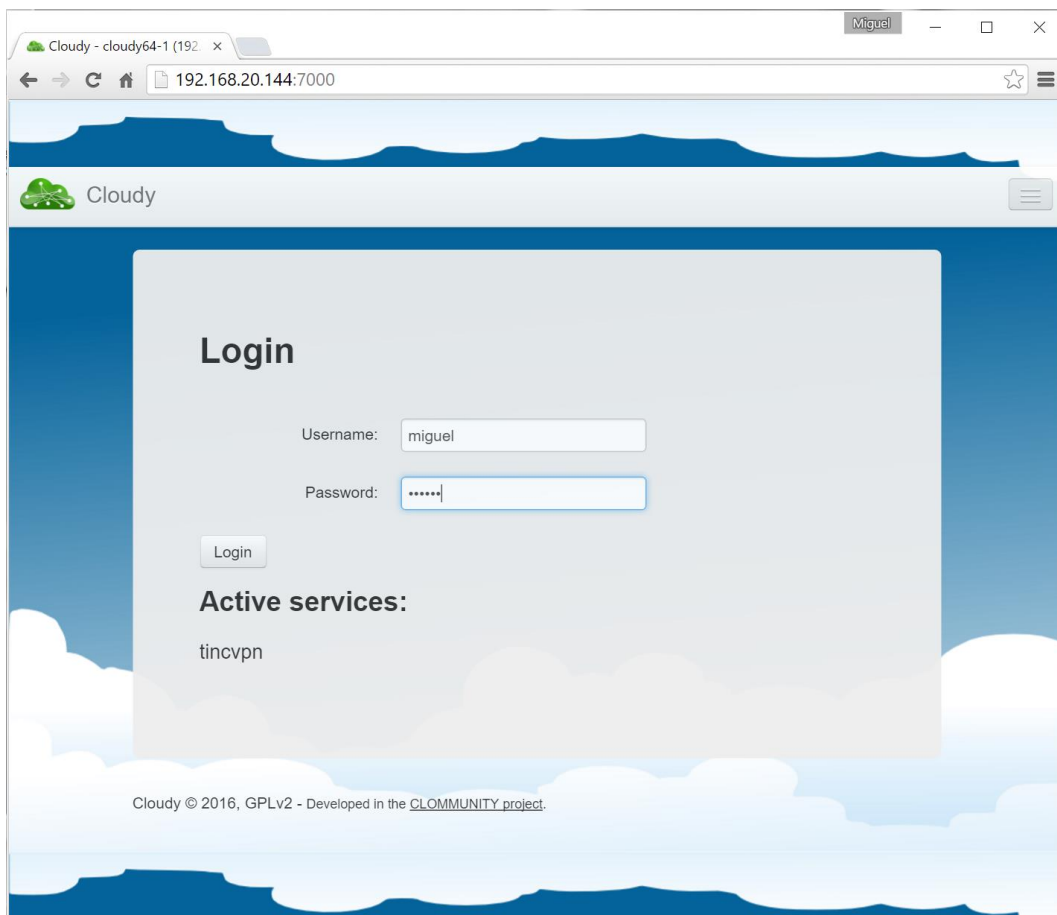 Miguel
Cloudy - cloudy64-1 (192.
192.168.20.144:7000
Cloudy
Login
Username: miguel
Password: ••••••
Login
Active services:
tincvpn
Cloudy © 2016, GPLv2 - Developed in the CLOMMUNITY project.